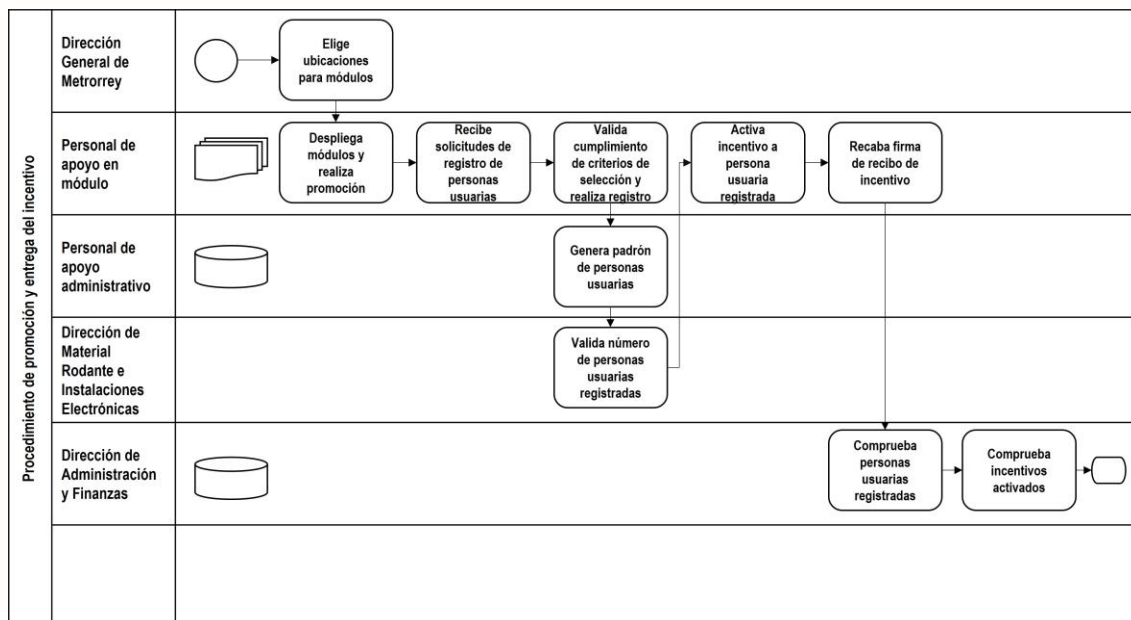 Procedimiento de promoción y entrega del incentivo
Dirección
General de
Metrorrey
Elige
ubicaciones
para módulos
Personal de
apoyo en
módulo
Despliega
módulos y
realiza
promoción
Recibe
solicitudes de
registro de
personas
usuarias
Valida
cumplimiento
de criterios de
selección y
realiza registro
Activa
incentivo a
persona
usuaria
registrada
Recaba firma
de recibo de
incentivo
Personal de
apoyo
administrativo
Genera padrón
de personas
usuarias
Dirección de
Material
Rodante e
Instalaciones
Electrónicas
Valida número
de personas
usuarias
registradas
Dirección de
Administración
y Finanzas
Comprueba
personas
usuarias
registradas
Comprueba
incentivos
activados